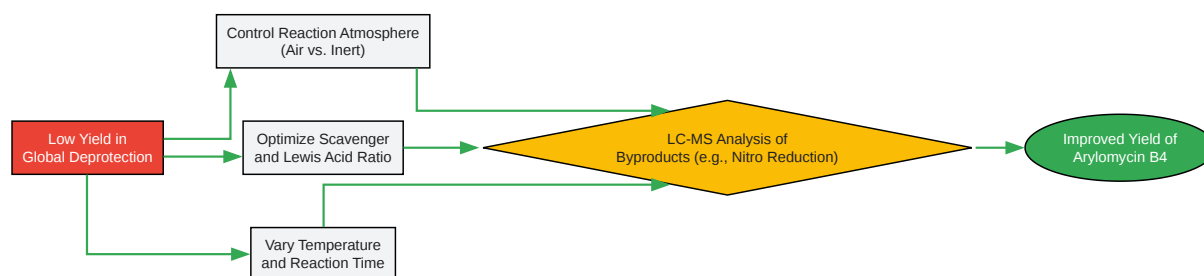 Control Reaction Atmosphere
(Air vs. Inert)
Low Yield in
Global Deprotection
Optimize Scavenger
and Lewis Acid Ratio
LC-MS Analysis of
Byproducts (e.g., Nitro Reduction)
Improved Yield of
Arylomycin B4
Vary Temperature
and Reaction Time